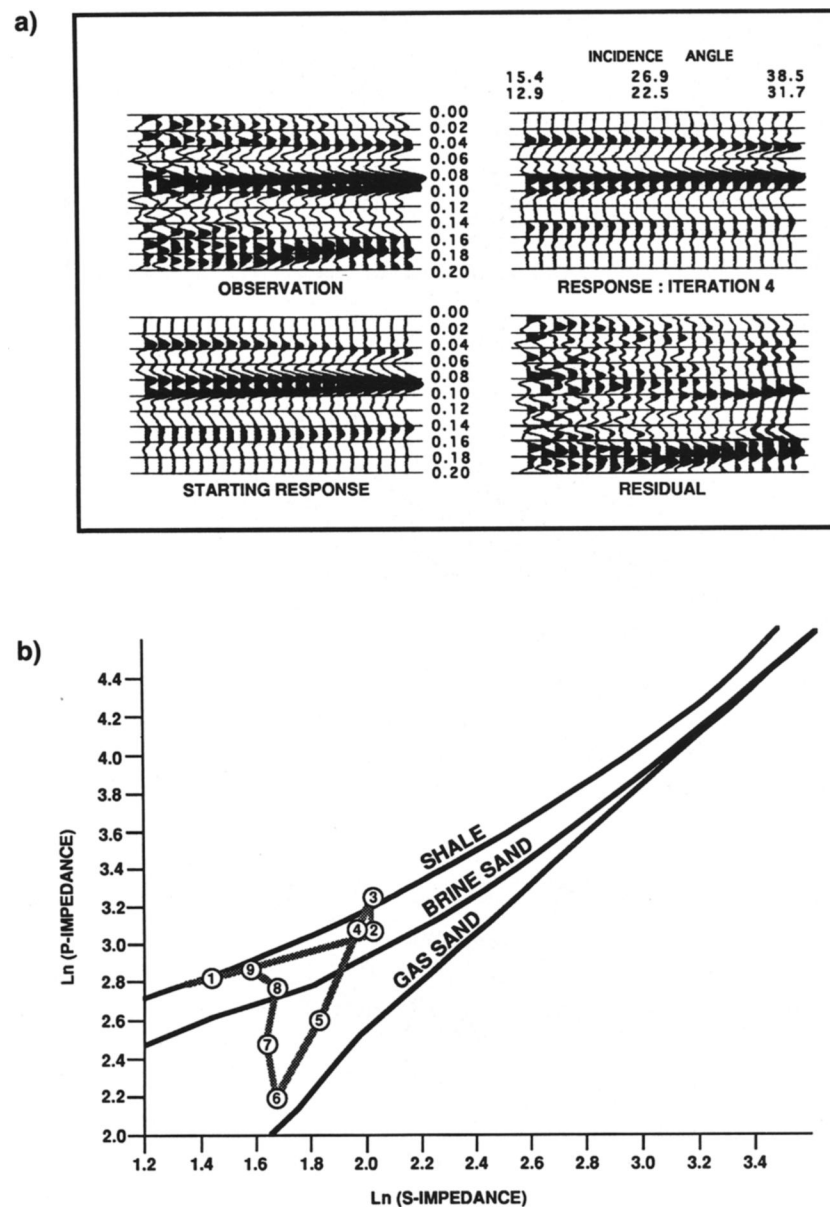 a)
INCIDENCE ANGLE
15.4 26.9 38.5
12.9 22.5 31.7
0.00
0.02
0.04
0.06
0.08
0.10
0.12
0.14
0.16
0.18
0.20
OBSERVATION
RESPONSE : ITERATION 4
0.00
0.02
0.04
0.06
0.08
0.10
0.12
0.14
0.16
0.18
0.20
STARTING RESPONSE
RESIDUAL
b)
Ln (P-IMPEDANCE)
4.4
4.2
4.0
3.8
3.6
3.4
3.2
3.0
2.8
2.6
2.4
2.2
2.0
SHALE
BRINE SAND
GAS SAND
3
4 2
1
9
8
5
7
6
1.2 1.4 1.6 1.8 2.0 2.2 2.4 2.6 2.8 3.0 3.2 3.4
Ln (S-IMPEDANCE)